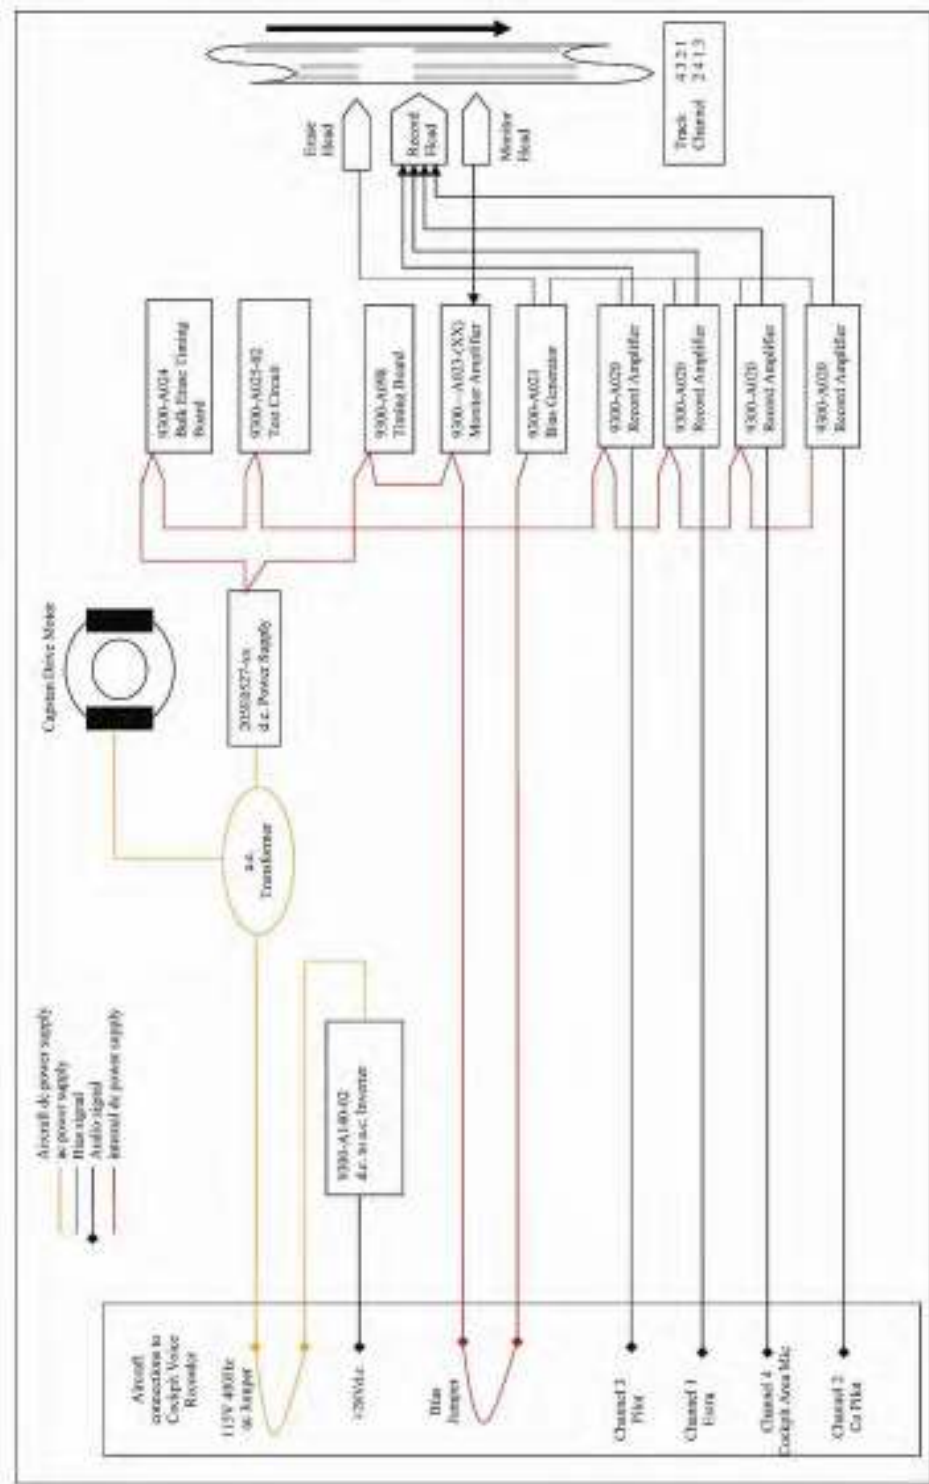 Aircraft dc power supply
ac power supply
Bias signal
Audio signal
internal dc power supply
Aircraft
connections to
Cockpit Voice
Recorder
115V 400Hz
ac Jumper
+28Vd.c
Bias
Jumper
Channel 3
Pilot
Channel 1
Extra
Channel 4
Cockpit Area Mic
Channel 2
Co Pilot
9300-A140-02
d.c. to a.c. Inverter
a.c.
Transformer
Capstan Drive Motor
d.c. Power Supply
9300-A024
Bulk Erase Timing
Board
9300-A025-02
Test Circuit
9300-A098
Timing Board
9300-A023-(XX)
Monitor Amplifier
9300-A021
Bias Generator
9300-A020
Record Amplifier
9300-A020
Record Amplifier
9300-A020
Record Amplifier
9300-A020
Record Amplifier
Erase
Head
Record
Head
Monitor
Head
Track 4 3 2 1
Channel 2 4 1 3